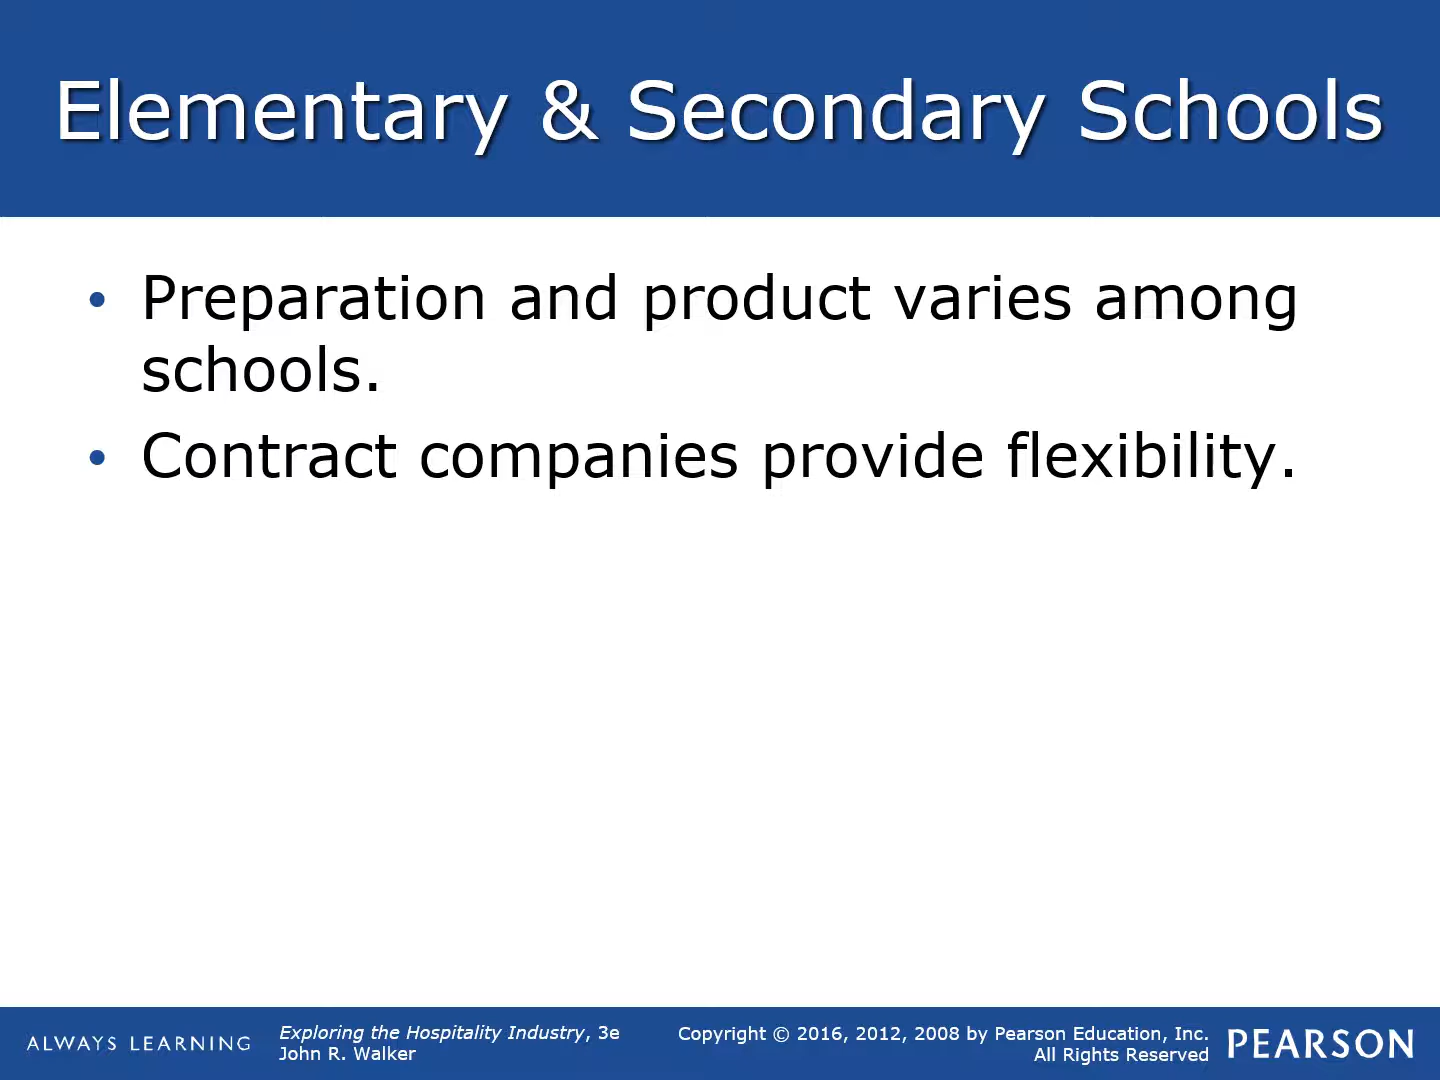 Elementary & Secondary Schools
• Preparation and product varies among
schools.
• Contract companies provide flexibility.
ALWAYS LEARNING
Exploring the Hospitality Industry, 3e
John R. Walker
Copyright © 2016, 2012, 2008 by Pearson Education, Inc.
All Rights Reserved
PEARSON